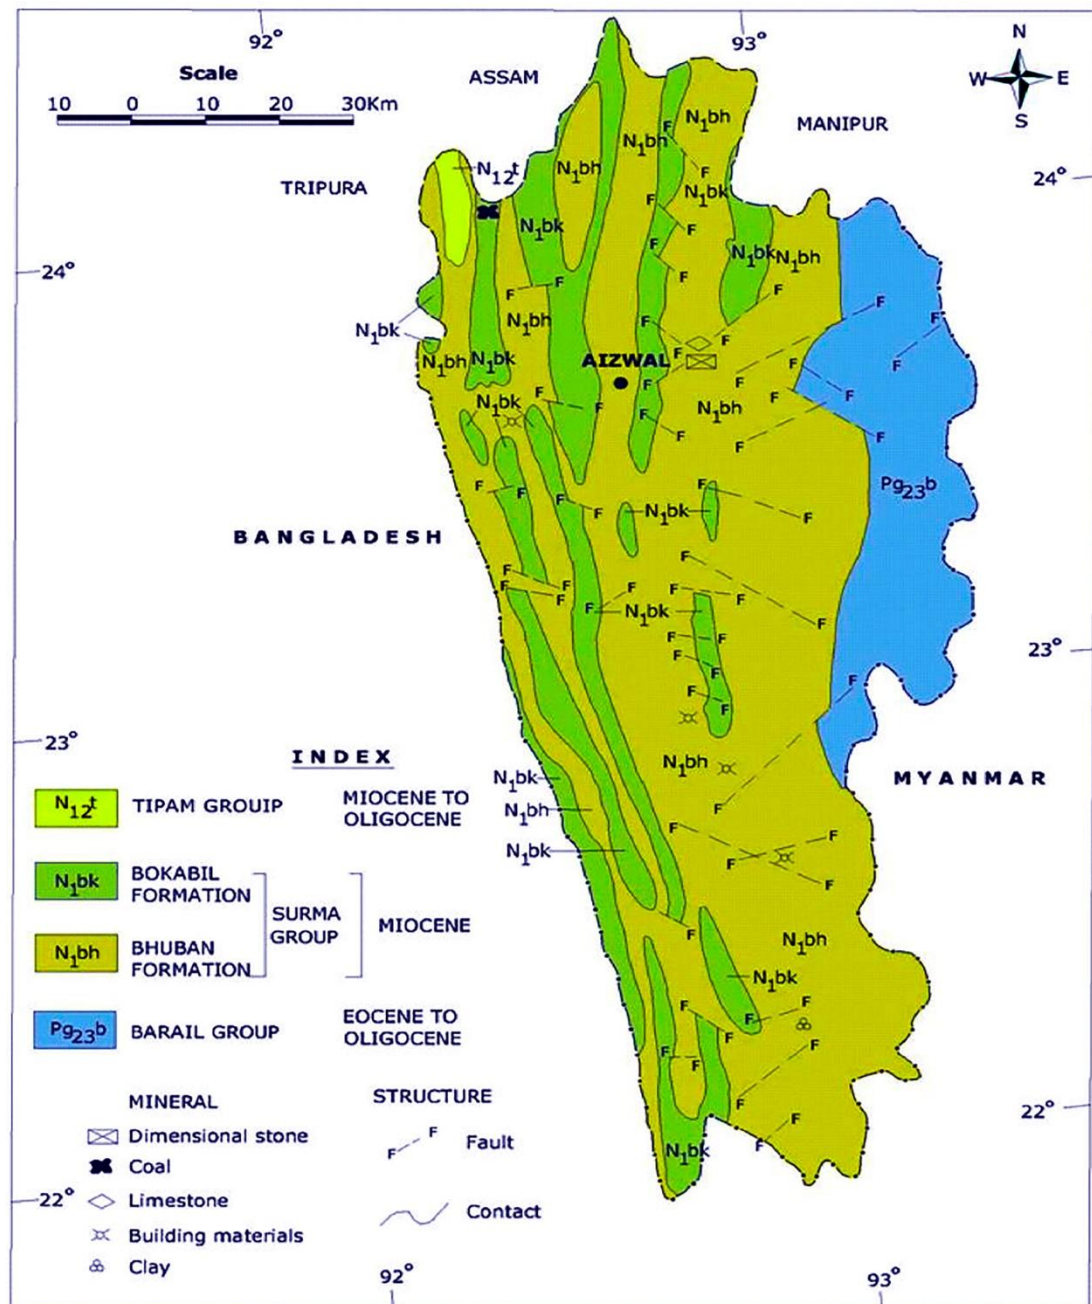 92°
93°
Scale
10 0 10 20 30Km
ASSAM
N
W E
S
MANIPUR
TRIPURA
N₁bh
N₁bh
N₁bh
N₁₂t
24°
N₁bk
N₁bk
N₁bk
N₁bh
24°
N₁bk
N₁bh
N₁bh
N₁bk
AIZWAL
N₁bk
N₁bh
Pg₂₃b
N₁bk
BANGLADESH
N₁bk
23°
23°
N₁bh
MYANMAR
N₁bk
N₁bh
N₁bk
N₁bh
N₁bk
22°
N₁bk
22°
INDEX
N₁₂t TIPAM GROUIP MIOCENE TO
OLIGOCENE
N₁bk BOKABIL
FORMATION
SURMA
GROUP
MIOCENE
N₁bh BHUBAN
FORMATION
Pg₂₃b BARAIL GROUP EOCENE TO
OLIGOCENE
MINERAL
Dimensional stone
Coal
Limestone
Building materials
Clay
STRUCTURE
F F Fault
Contact
92°
93°